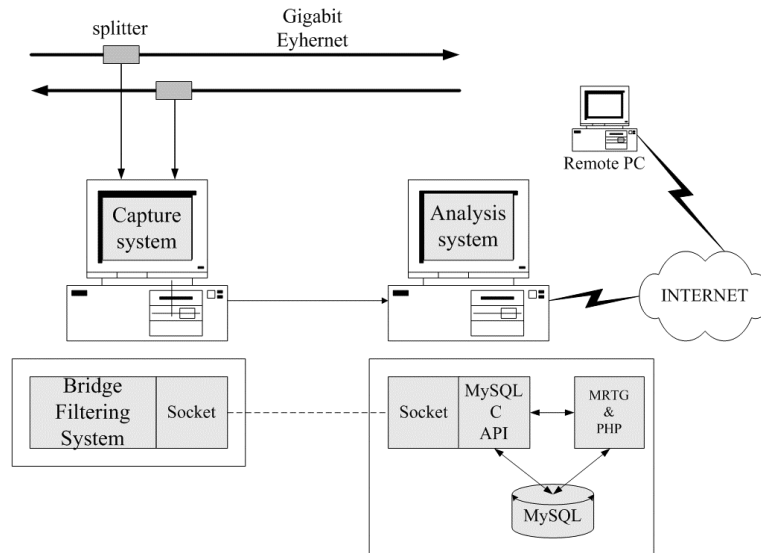 splitter
Gigabit
Eyhernet
Remote PC
Capture
system
Analysis
system
INTERNET
Bridge
Filtering
System
Socket
Socket
MySQL
C
API
MRTG
&
PHP
MySQL